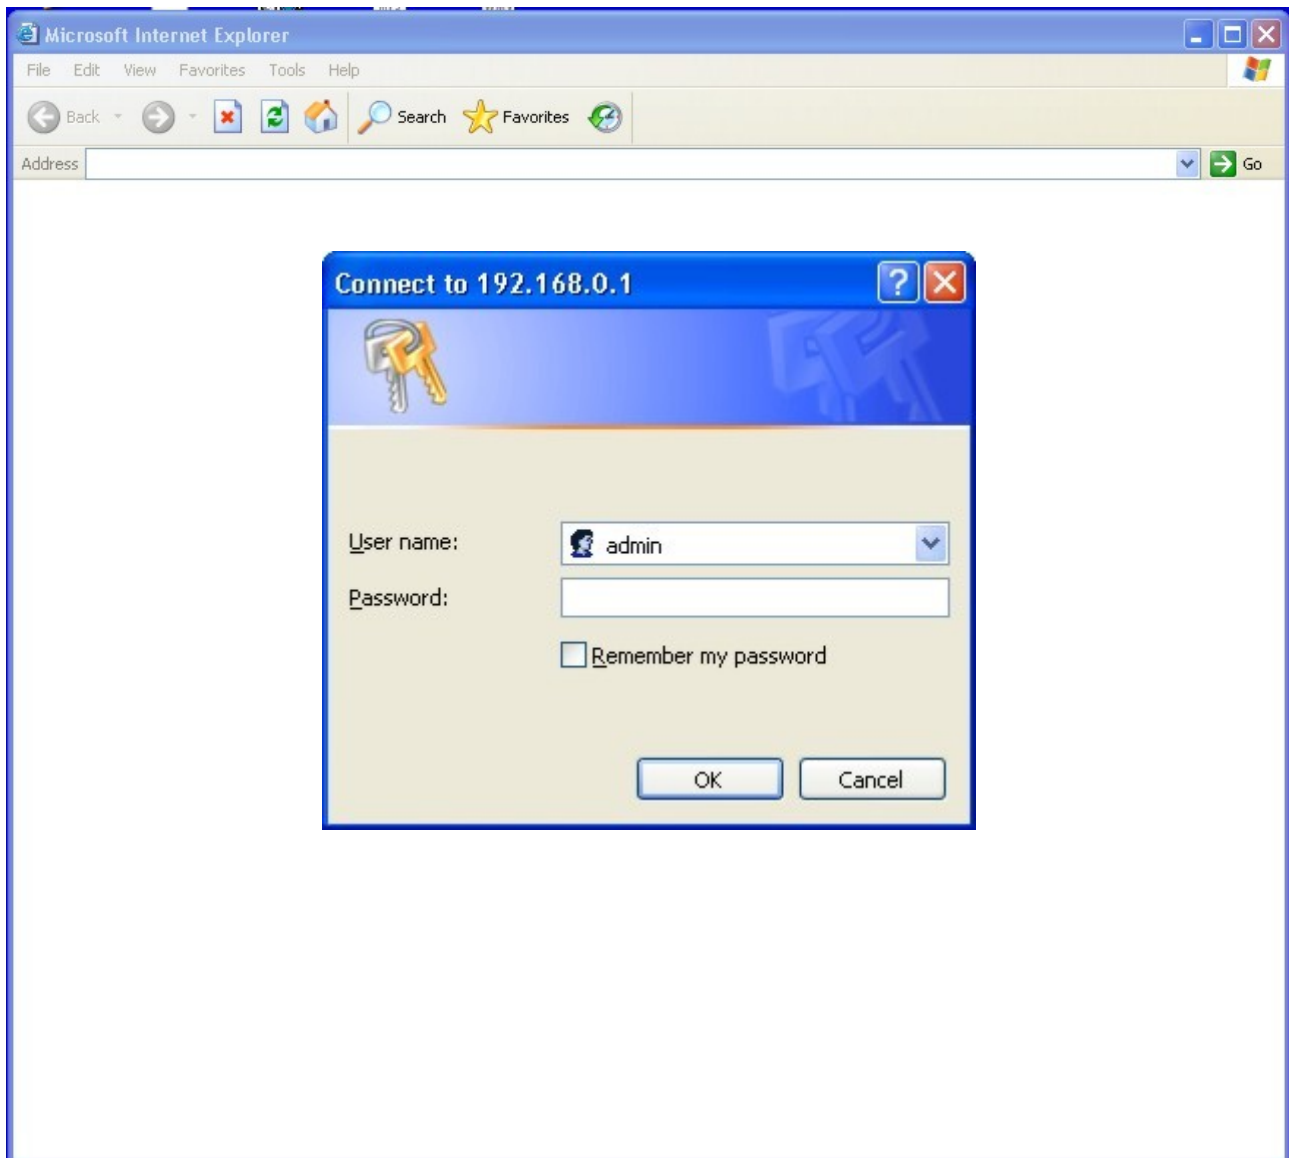 Microsoft Internet Explorer
File Edit View Favorites Tools Help
Back Search Favorites
Address Go
Connect to 192.168.0.1
User name: admin
Password:
Remember my password
OK Cancel